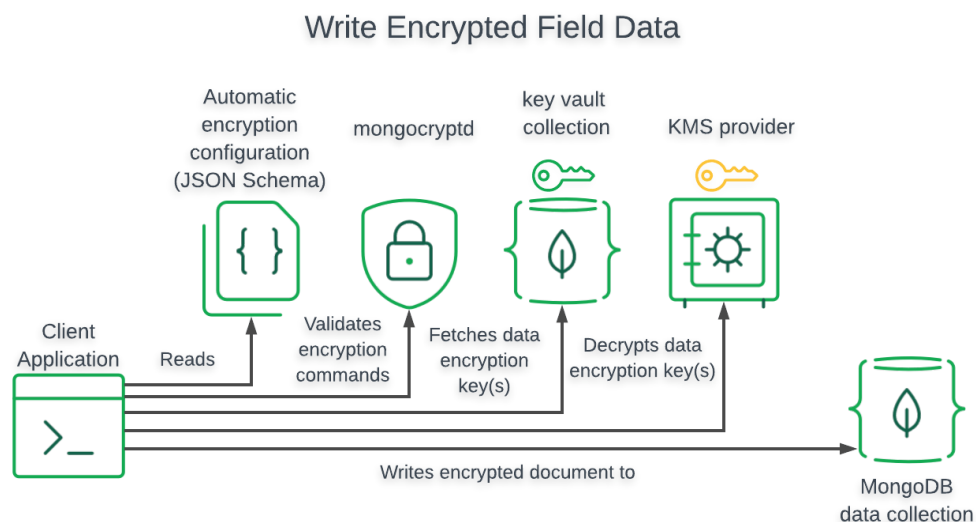 Write Encrypted Field Data
Automatic
encryption
configuration
(JSON Schema)
mongocryptd
key vault
collection
KMS provider
{ }
Client
Application
>_
Reads
Validates
encryption
commands
Fetches data
encryption
key(s)
Decrypts data
encryption key(s)
Writes encrypted document to
MongoDB
data collection